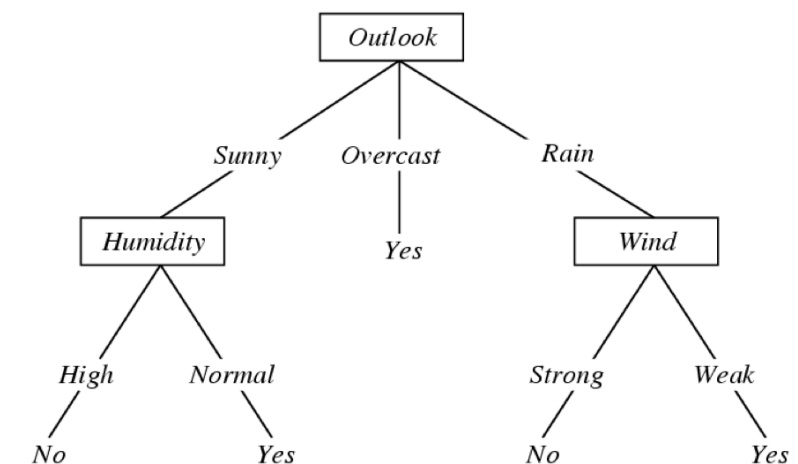 Outlook
Sunny Overcast Rain
Humidity Yes Wind
High Normal Strong Weak
No Yes No Yes